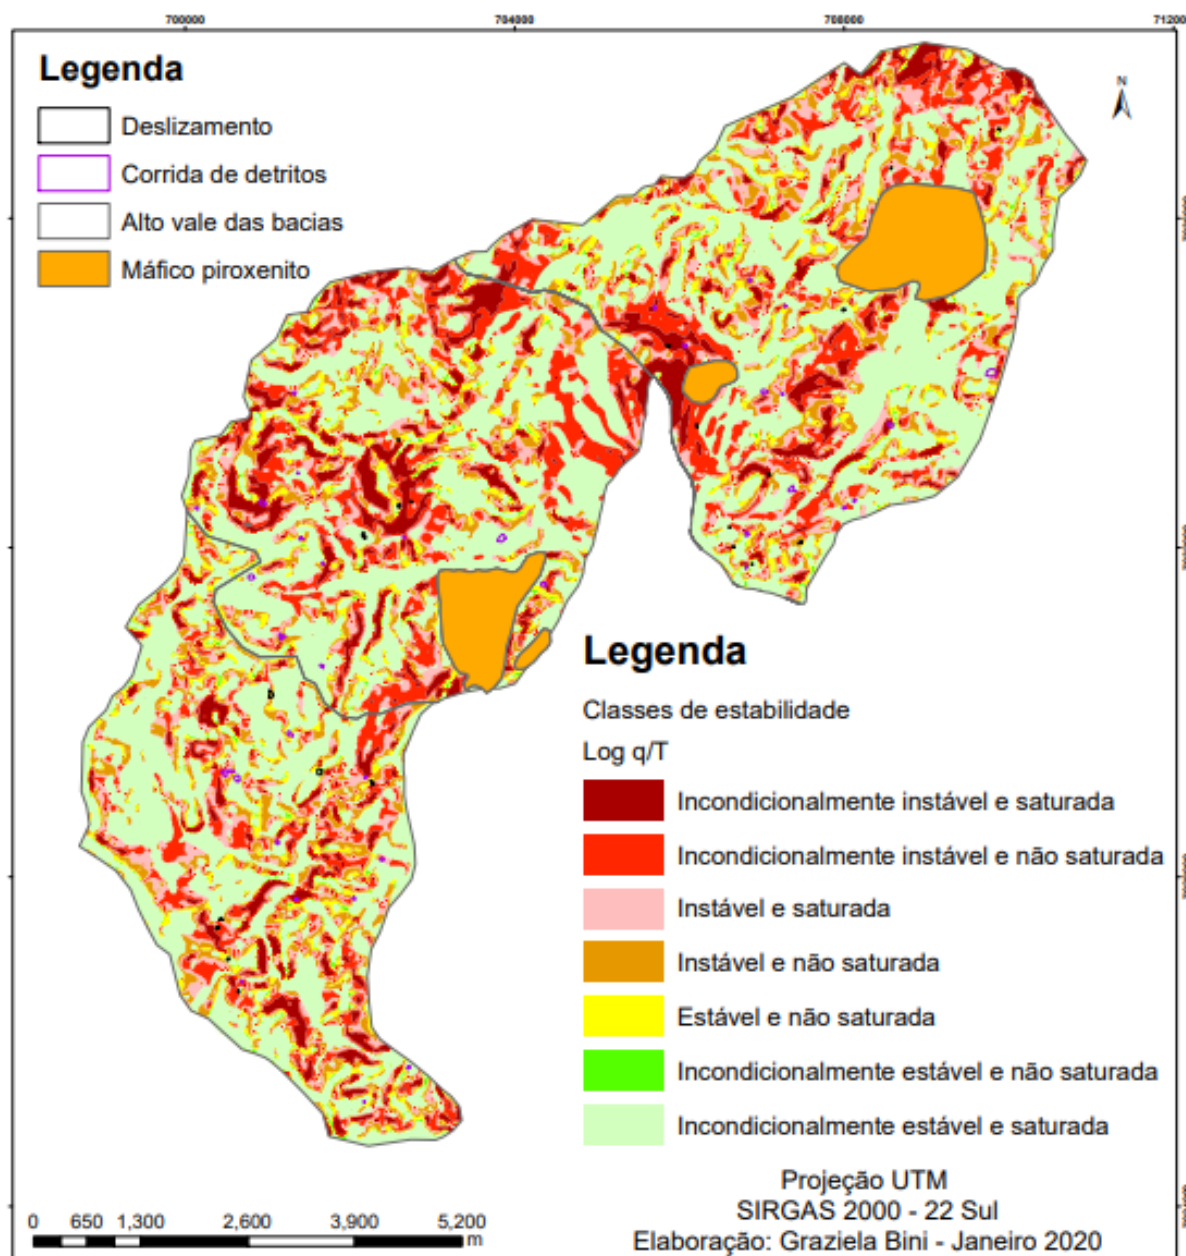 700000
704000
708000
71200
Legenda
Deslizamento
Corrida de detritos
Alto vale das bacias
Máfico piroxenito
N
Legenda
Classes de estabilidade
Log q/T
Incondicionalmente instável e saturada
Incondicionalmente instável e não saturada
Instável e saturada
Instável e não saturada
Estável e não saturada
Incondicionalmente estável e não saturada
Incondicionalmente estável e saturada
Projeção UTM
SIRGAS 2000 - 22 Sul
Elaboração: Graziela Bini - Janeiro 2020
0 650 1,300 2,600 3,900 5,200
m